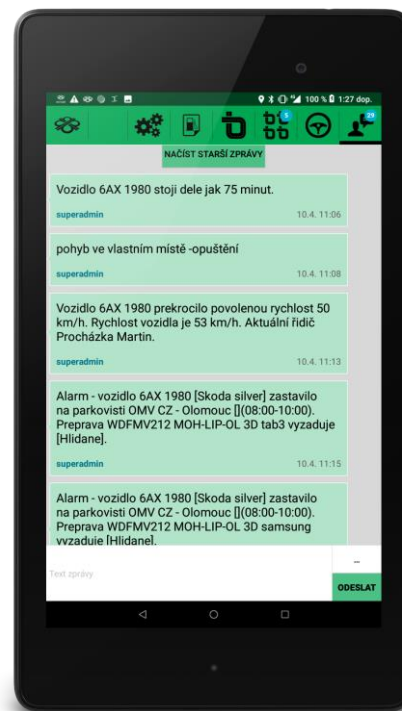 100 % 1:27 dop.
5
29
NAČÍST STARŠÍ ZPRÁVY
Vozidlo 6AX 1980 stoji dele jak 75 minut.
superadmin 10.4. 11:06
pohyb ve vlastním místě -opuštění
superadmin 10.4. 11:08
Vozidlo 6AX 1980 prekrocilo povolenou rychlost 50
km/h. Rychlost vozidla je 53 km/h. Aktuální řidič
Procházka Martin.
superadmin 10.4. 11:13
Alarm - vozidlo 6AX 1980 [Skoda silver] zastavilo
na parkovisti OMV CZ - Olomouc [](08:00-10:00).
Preprava WDFMV212 MOH-LIP-OL 3D tab3 vyzaduje
[Hlidane].
superadmin 10.4. 11:15
Alarm - vozidlo 6AX 1980 [Skoda silver] zastavilo
na parkovisti OMV CZ - Olomouc [](08:00-10:00).
Preprava WDFMV212 MOH-LIP-OL 3D samsung
vyzaduje [Hlidane].
Text zprávy
ODESLAT